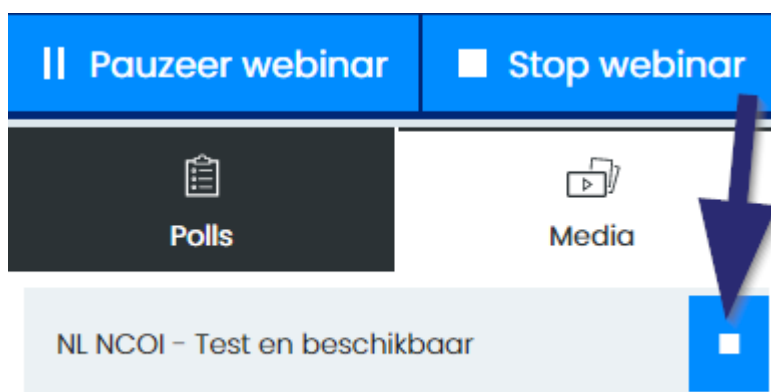 Pauzeer webinar
Stop webinar
Polls
Media
NL NCOI - Test en beschikbaar